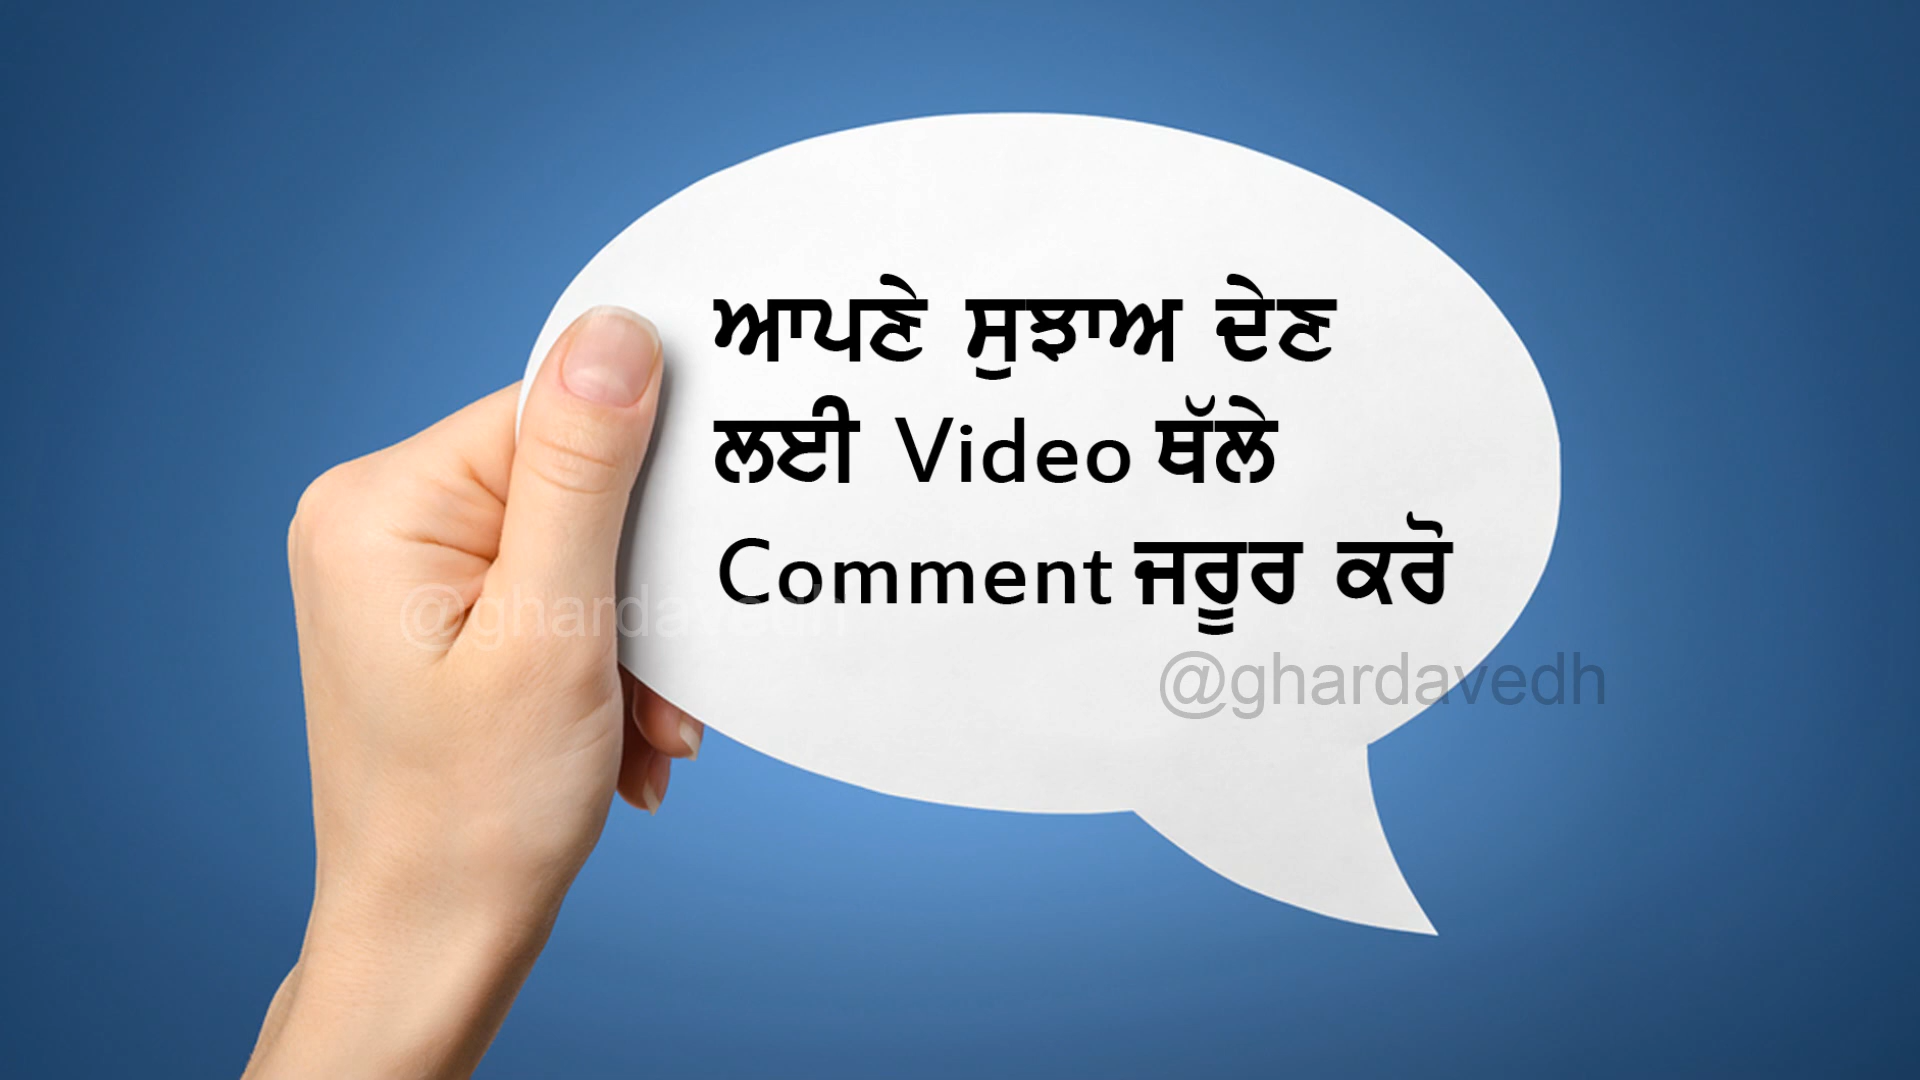 ਆਪਣੇ ਸੁਝਾਅ ਦੇਣ
ਲਈ Video ਥੱਲੇ
Comment ਜਰੂਰ ਕਰੋ
@ghardavedh
@ghardavedh